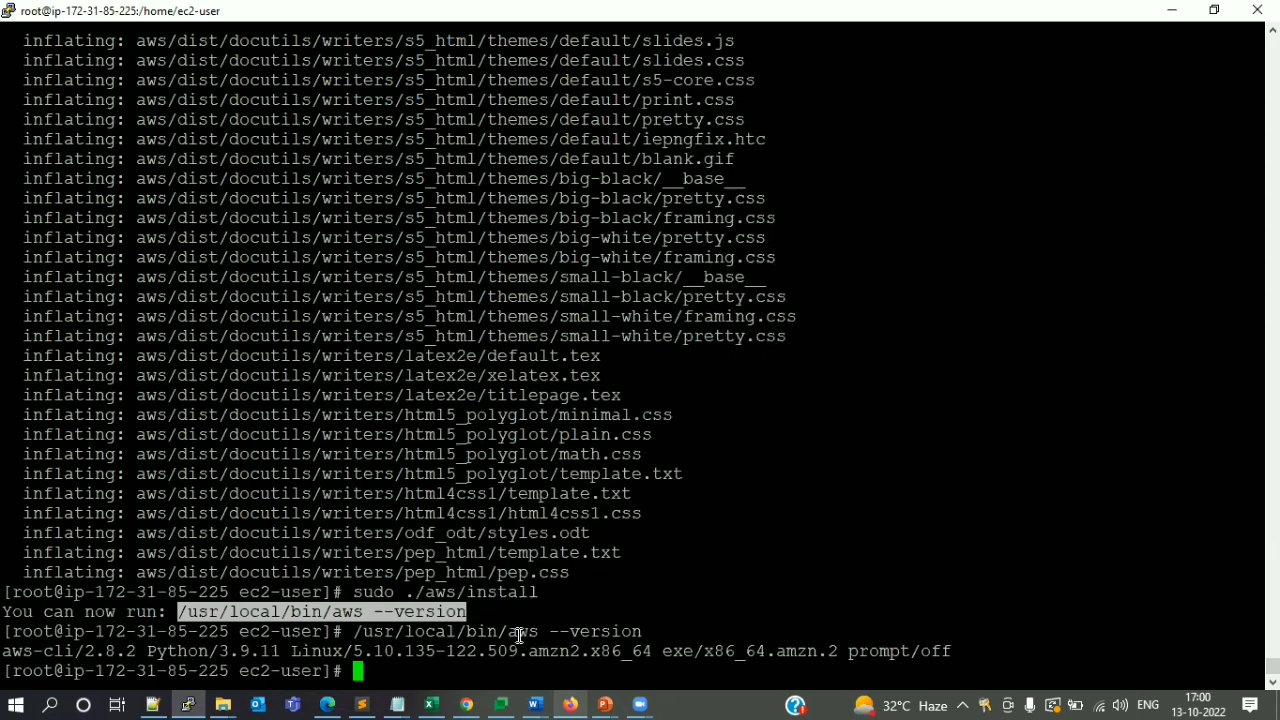 root@ip-172-31-85-225:/home/ec2-user
inflating: aws/dist/docutils/writers/s5_html/themes/default/slides.js
inflating: aws/dist/docutils/writers/s5_html/themes/default/slides.css
inflating: aws/dist/docutils/writers/s5_html/themes/default/s5-core.css
inflating: aws/dist/docutils/writers/s5_html/themes/default/print.css
inflating: aws/dist/docutils/writers/s5_html/themes/default/pretty.css
inflating: aws/dist/docutils/writers/s5_html/themes/default/iepngfix.htc
inflating: aws/dist/docutils/writers/s5_html/themes/default/blank.gif
inflating: aws/dist/docutils/writers/s5_html/themes/big-black/__base__
inflating: aws/dist/docutils/writers/s5_html/themes/big-black/pretty.css
inflating: aws/dist/docutils/writers/s5_html/themes/big-black/framing.css
inflating: aws/dist/docutils/writers/s5_html/themes/big-white/pretty.css
inflating: aws/dist/docutils/writers/s5_html/themes/big-white/framing.css
inflating: aws/dist/docutils/writers/s5_html/themes/small-black/__base__
inflating: aws/dist/docutils/writers/s5_html/themes/small-black/pretty.css
inflating: aws/dist/docutils/writers/s5_html/themes/small-white/framing.css
inflating: aws/dist/docutils/writers/s5_html/themes/small-white/pretty.css
inflating: aws/dist/docutils/writers/latex2e/default.tex
inflating: aws/dist/docutils/writers/latex2e/xelatex.tex
inflating: aws/dist/docutils/writers/latex2e/titlepage.tex
inflating: aws/dist/docutils/writers/html5_polyglot/minimal.css
inflating: aws/dist/docutils/writers/html5_polyglot/plain.css
inflating: aws/dist/docutils/writers/html5_polyglot/math.css
inflating: aws/dist/docutils/writers/html5_polyglot/template.txt
inflating: aws/dist/docutils/writers/html4css1/template.txt
inflating: aws/dist/docutils/writers/html4css1/html4css1.css
inflating: aws/dist/docutils/writers/odf_odt/styles.odt
inflating: aws/dist/docutils/writers/pep_html/template.txt
inflating: aws/dist/docutils/writers/pep_html/pep.css
[root@ip-172-31-85-225 ec2-user]# sudo ./aws/install
You can now run: /usr/local/bin/aws --version
[root@ip-172-31-85-225 ec2-user]# /usr/local/bin/aws --version
aws-cli/2.8.2 Python/3.9.11 Linux/5.10.135-122.509.amzn2.x86_64 exe/x86_64.amzn.2 prompt/off
[root@ip-172-31-85-225 ec2-user]#
32°C Haze ENG 17:00
13-10-2022